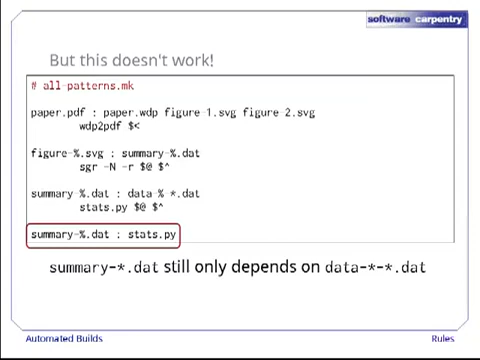 software carpentry
But this doesn't work!
# all-patterns.mk
paper.pdf : paper.wdp figure-1.svg figure-2.svg
wdp2pdf $<
figure-%.svg : summary-%.dat
sgr -N -r $@ $^
summary-%.dat : data-%-*.dat
stats.py $@ $^
summary-%.dat : stats.py
summary-*.dat still only depends on data-*-*.dat
Automated Builds
Rules